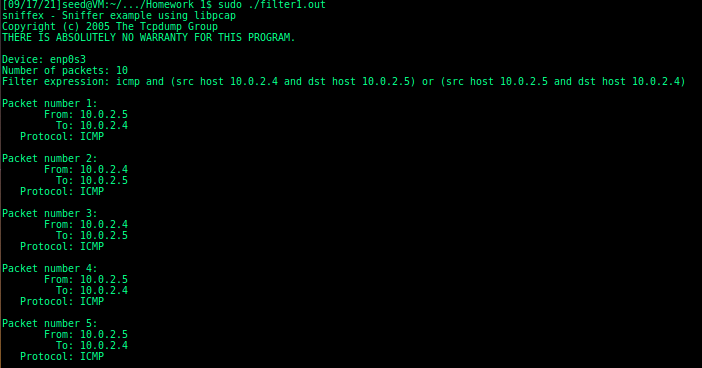 [09/17/21]seed@VM:~/.../Homework 1$ sudo ./filter1.out
sniffex - Sniffer example using libpcap
Copyright (c) 2005 The Tcpdump Group
THERE IS ABSOLUTELY NO WARRANTY FOR THIS PROGRAM.

Device: enp0s3
Number of packets: 10
Filter expression: icmp and (src host 10.0.2.4 and dst host 10.0.2.5) or (src host 10.0.2.5 and dst host 10.0.2.4)

Packet number 1:
       From: 10.0.2.5
         To: 10.0.2.4
   Protocol: ICMP

Packet number 2:
       From: 10.0.2.4
         To: 10.0.2.5
   Protocol: ICMP

Packet number 3:
       From: 10.0.2.4
         To: 10.0.2.5
   Protocol: ICMP

Packet number 4:
       From: 10.0.2.5
         To: 10.0.2.4
   Protocol: ICMP

Packet number 5:
       From: 10.0.2.5
         To: 10.0.2.4
   Protocol: ICMP